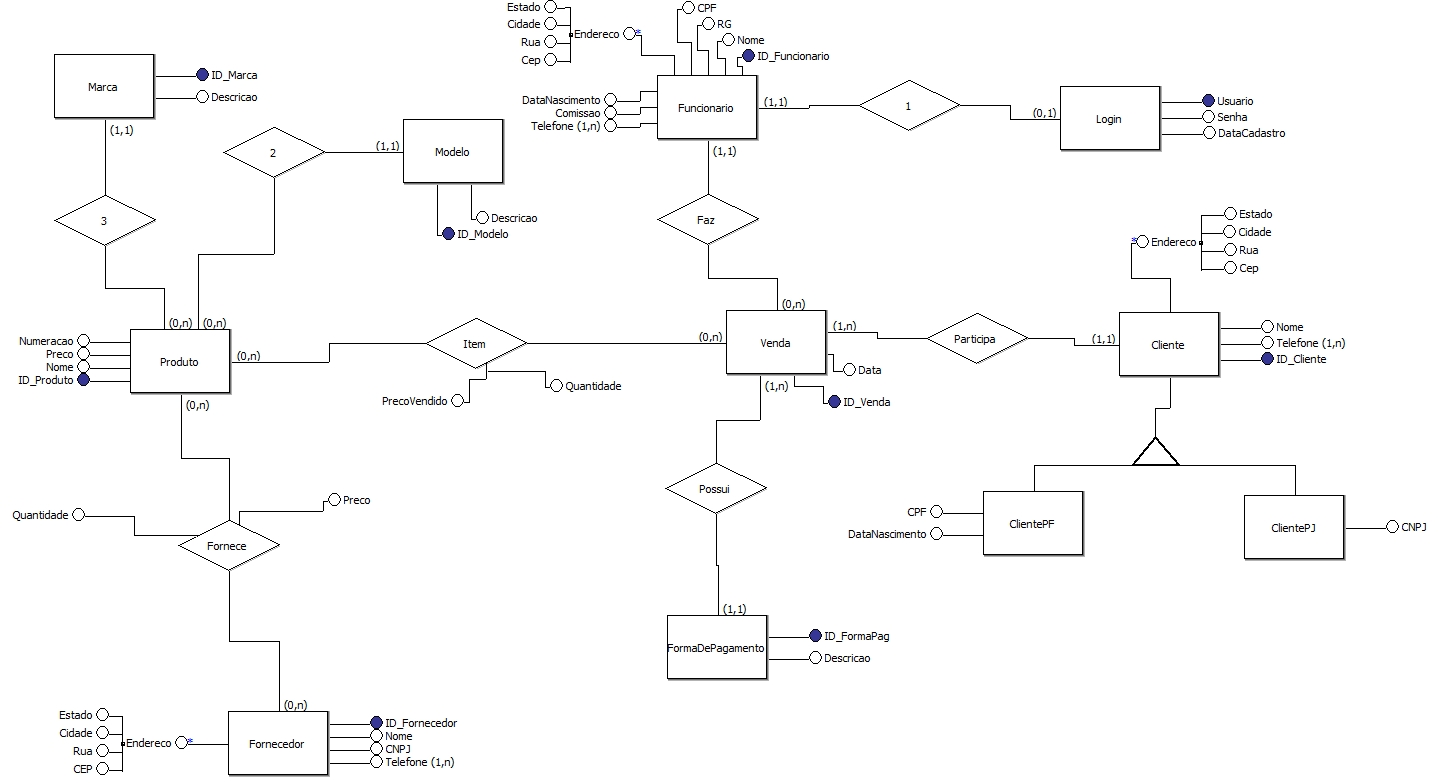 Estado
Cidade
Rua
Cep
Endereco *
CPF
RG
Nome
ID_Funcionario
DataNascimento
Comissao
Telefone (1,n)
Funcionario
(1,1)
1
(0,1)
Login
Usuario
Senha
DataCadastro
Marca
ID_Marca
Descricao
(1,1)
3
2
(1,1)
Modelo
Descricao
ID_Modelo
(1,1)
Faz
(0,n)
Estado
Cidade
Rua
Cep
* Endereco
(0,n)
(0,n)
Numeracao
Preco
Nome
ID_Produto
Produto
(0,n)
Item
(0,n)
PrecoVendido
Quantidade
Venda
(1,n)
Participa
(1,1)
Cliente
Nome
Telefone (1,n)
ID_Cliente
Data
ID_Venda
(1,n)
(0,n)
Possui
(1,1)
FormaDePagamento
ID_FormaPag
Descricao
CPF
DataNascimento
ClientePF
ClientePJ
CNPJ
Quantidade
Preco
Fornece
(0,n)
Estado
Cidade
Rua
CEP
Endereco *
Fornecedor
ID_Fornecedor
Nome
CNPJ
Telefone (1,n)